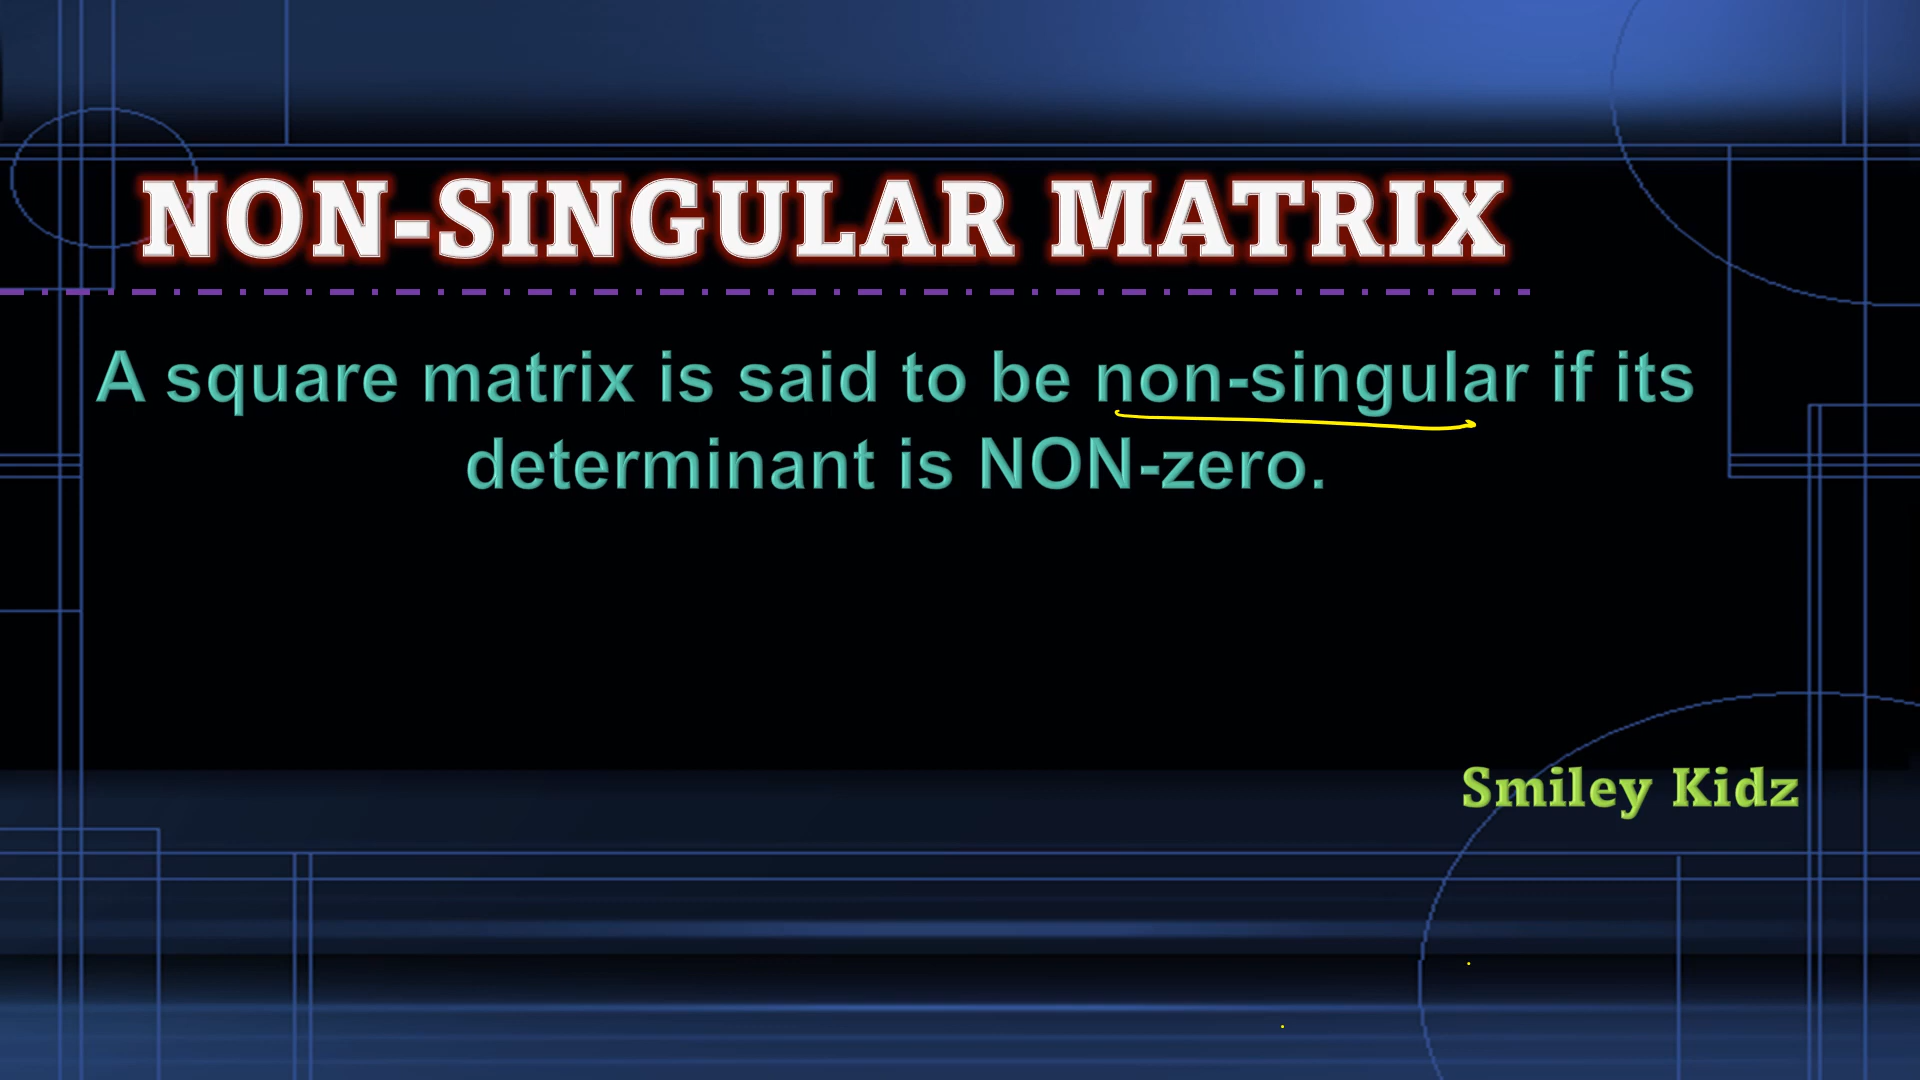 NON-SINGULAR MATRIX
A square matrix is said to be non-singular if its
determinant is NON-zero.
Smiley Kidz